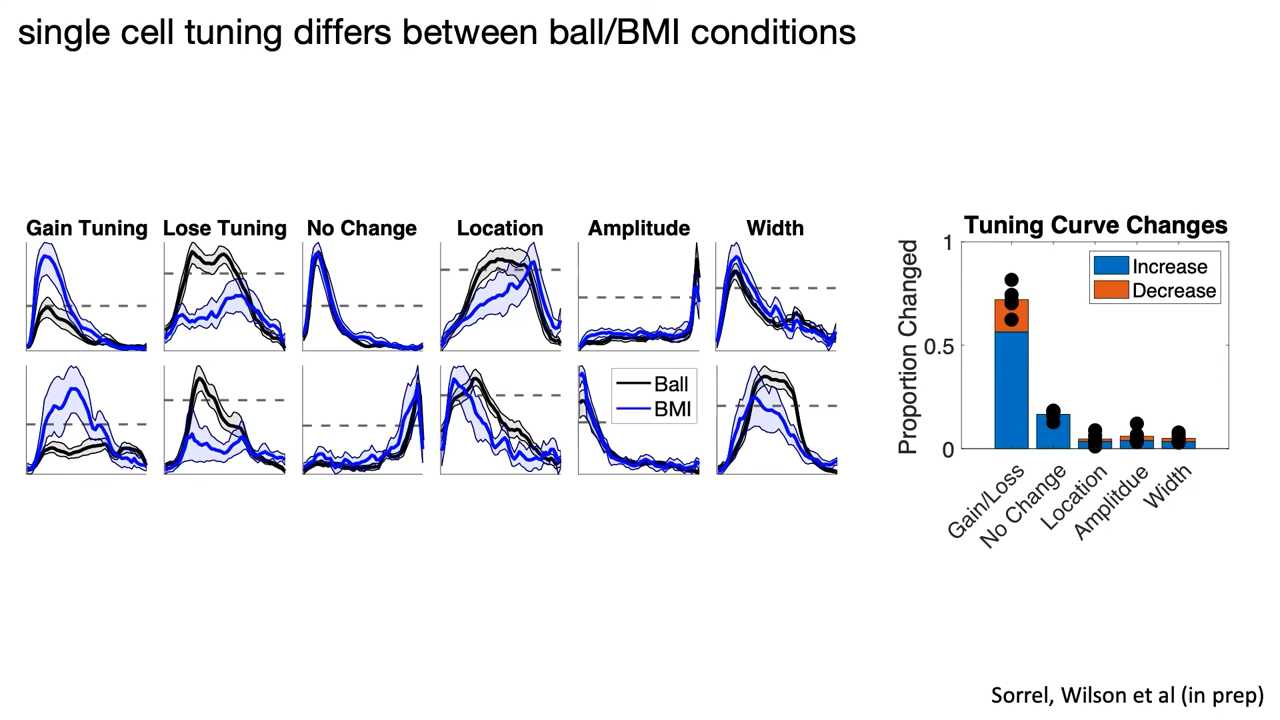 single cell tuning differs between ball/BMI conditions
Gain Tuning
Lose Tuning
No Change
Location
Amplitude
Width
Ball
BMI
Tuning Curve Changes
Proportion Changed
1
0.5
0
Increase
Decrease
Gain/Loss
No Change
Location
Amplitdue
Width
Sorrel, Wilson et al (in prep)